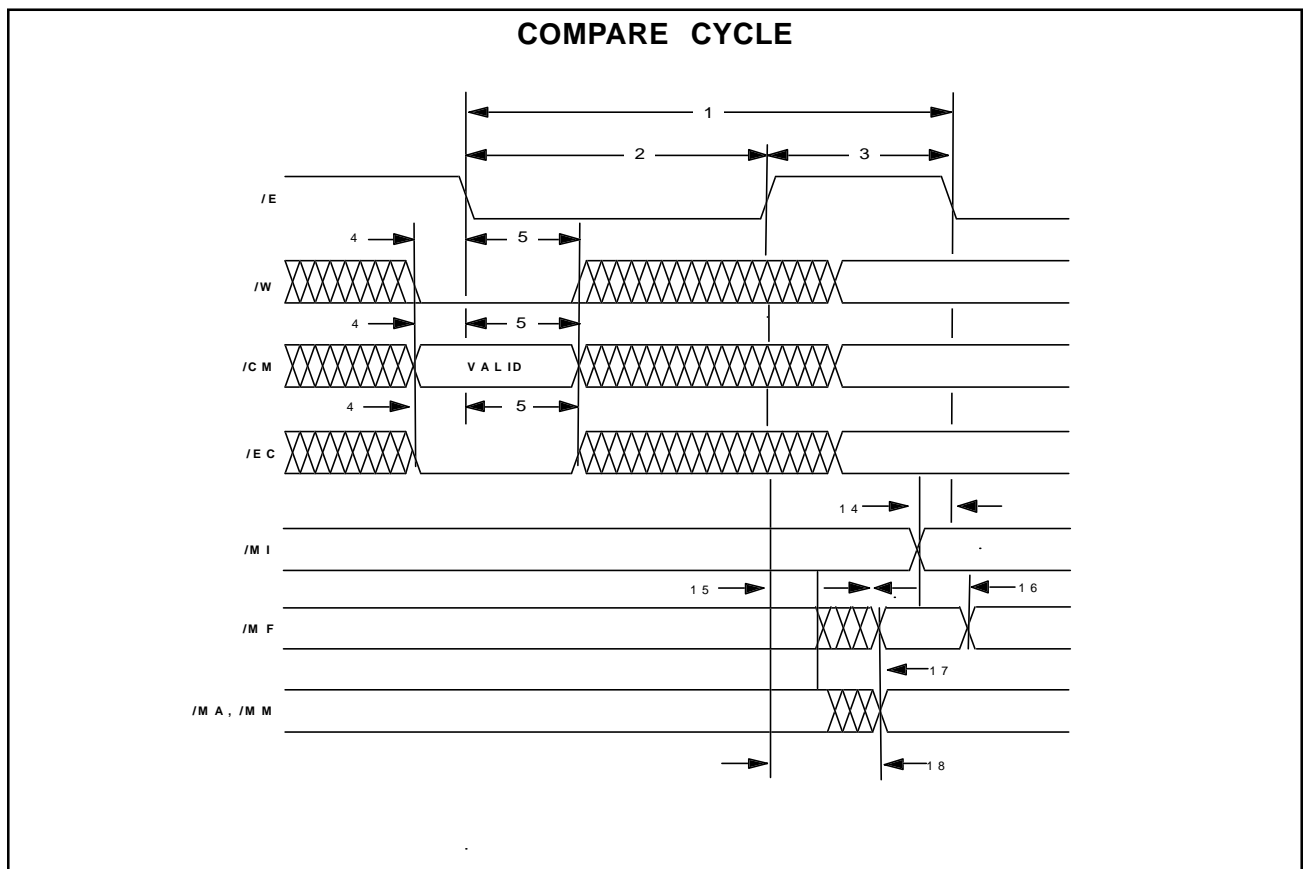 COMPARE CYCLE
1
2 3
/E
4 5
/W
4 5
/CM VALID
4 5
/EC
14
/MI
15 16
/MF
17
/MA, /MM
18